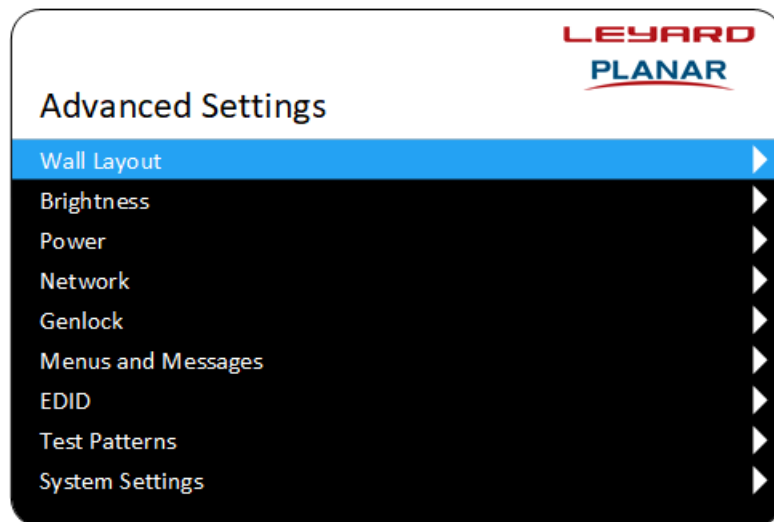 LEYARD
PLANAR
Advanced Settings
Wall Layout
Brightness
Power
Network
Genlock
Menus and Messages
EDID
Test Patterns
System Settings